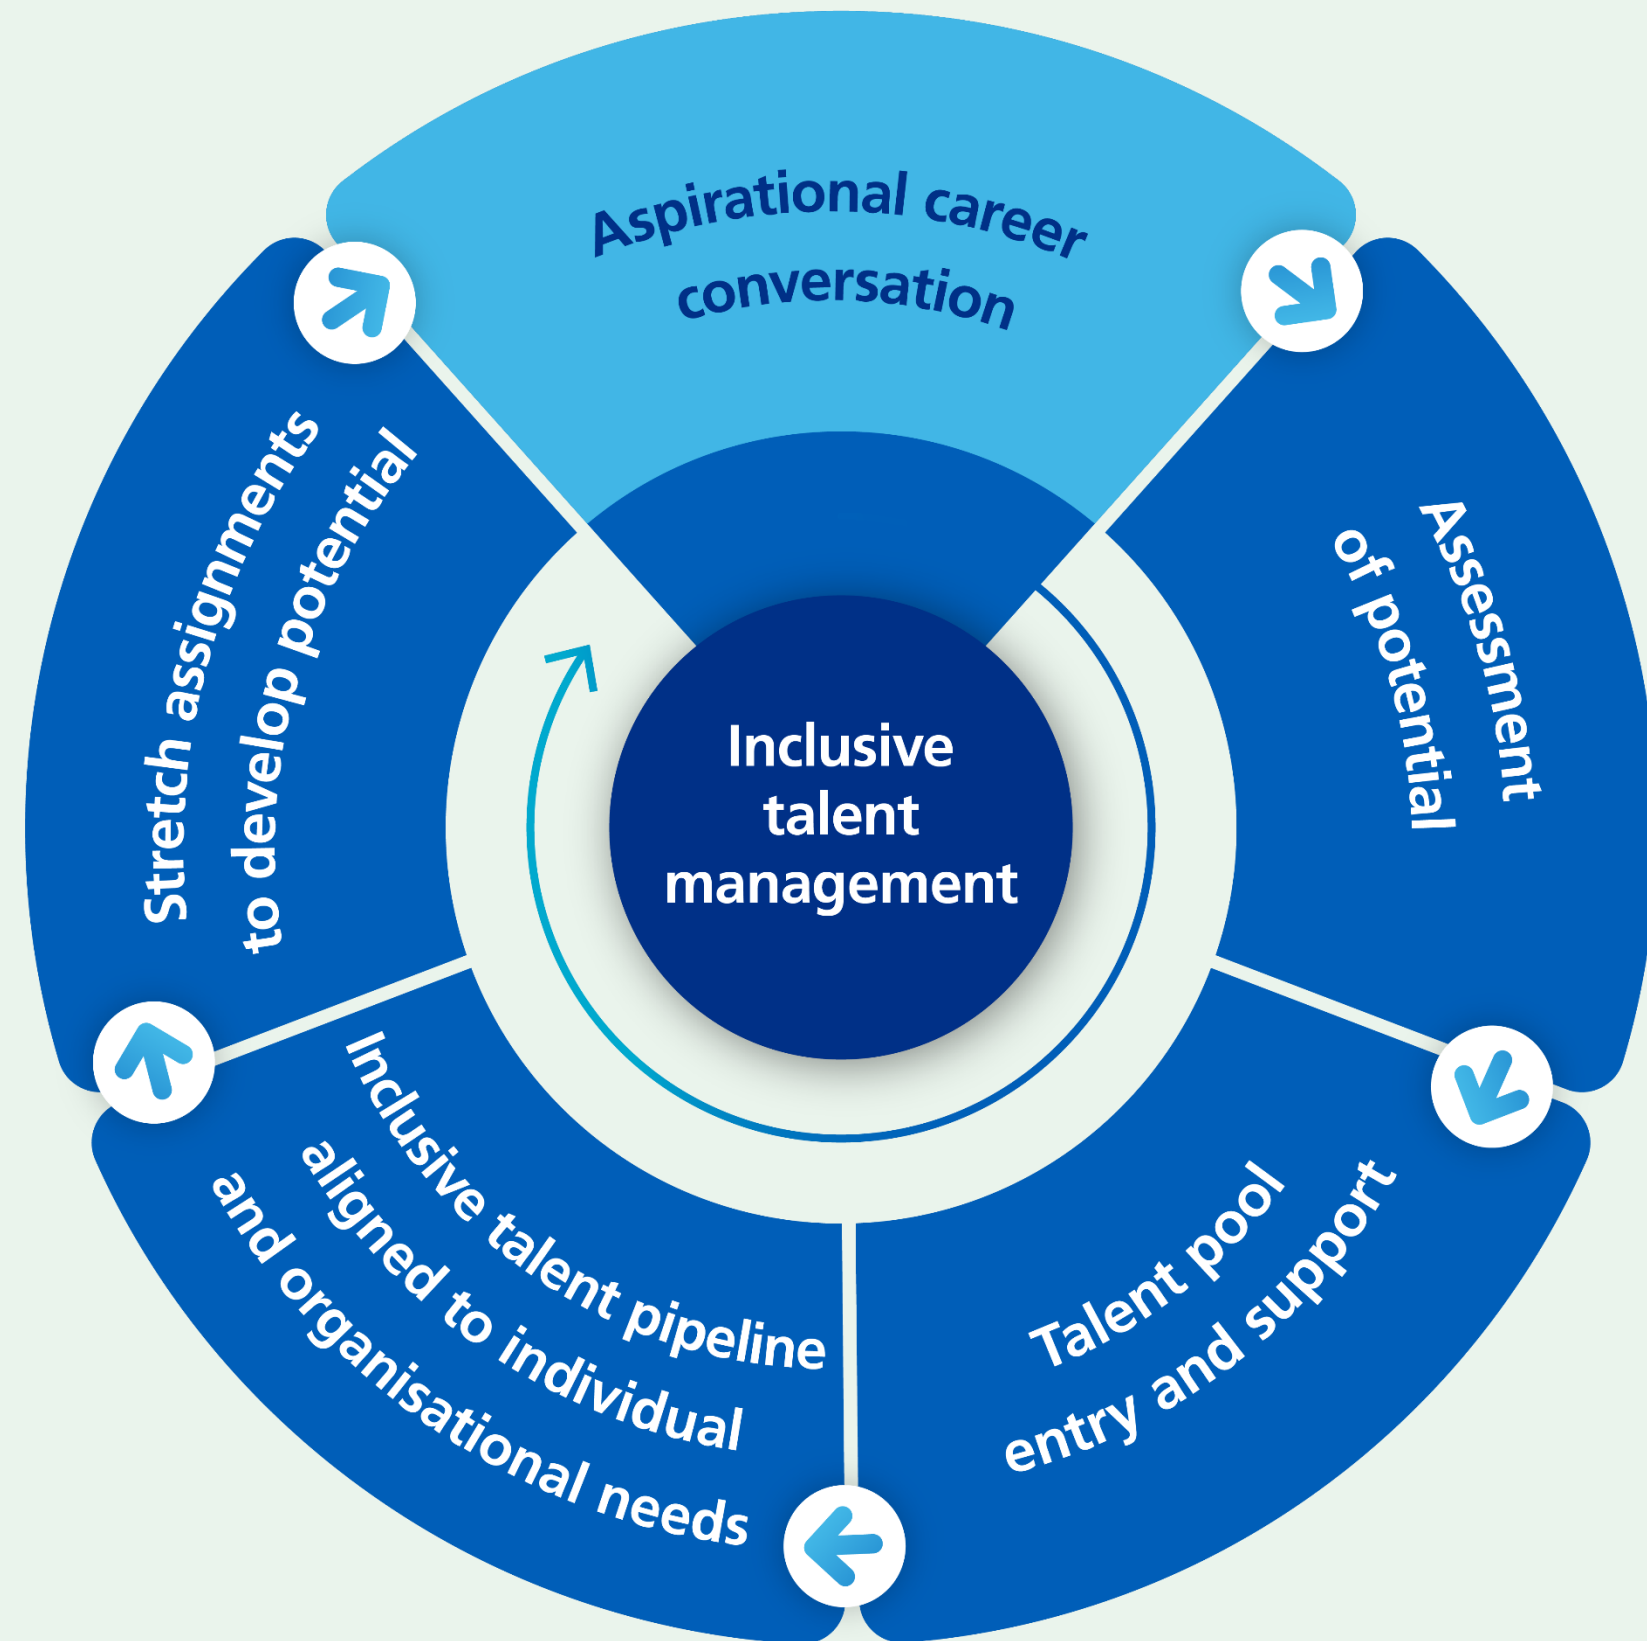 Aspirational career
conversation
Assessment
of potential
Talent pool
entry and support
Inclusive talent pipeline
aligned to individual
and organisational needs
Stretch assignments
to develop potential
Inclusive
talent
management